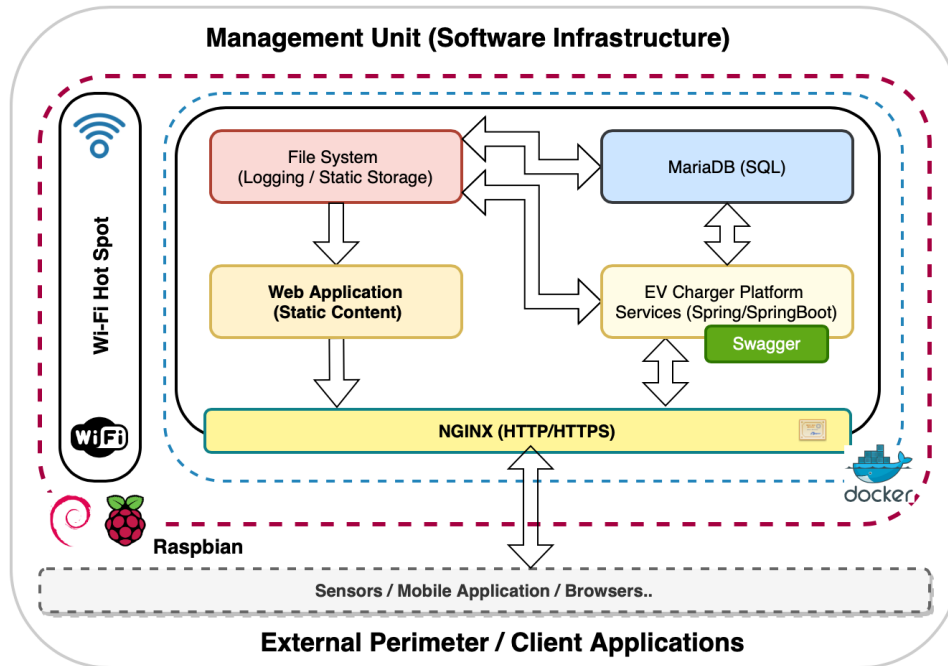 Management Unit (Software Infrastructure)
Wi-Fi Hot Spot
WiFi
File System
(Logging / Static Storage)
MariaDB (SQL)
Web Application
(Static Content)
EV Charger Platform
Services (Spring/SpringBoot)
Swagger
NGINX (HTTP/HTTPS)
docker
Raspbian
Sensors / Mobile Application / Browsers..
External Perimeter / Client Applications